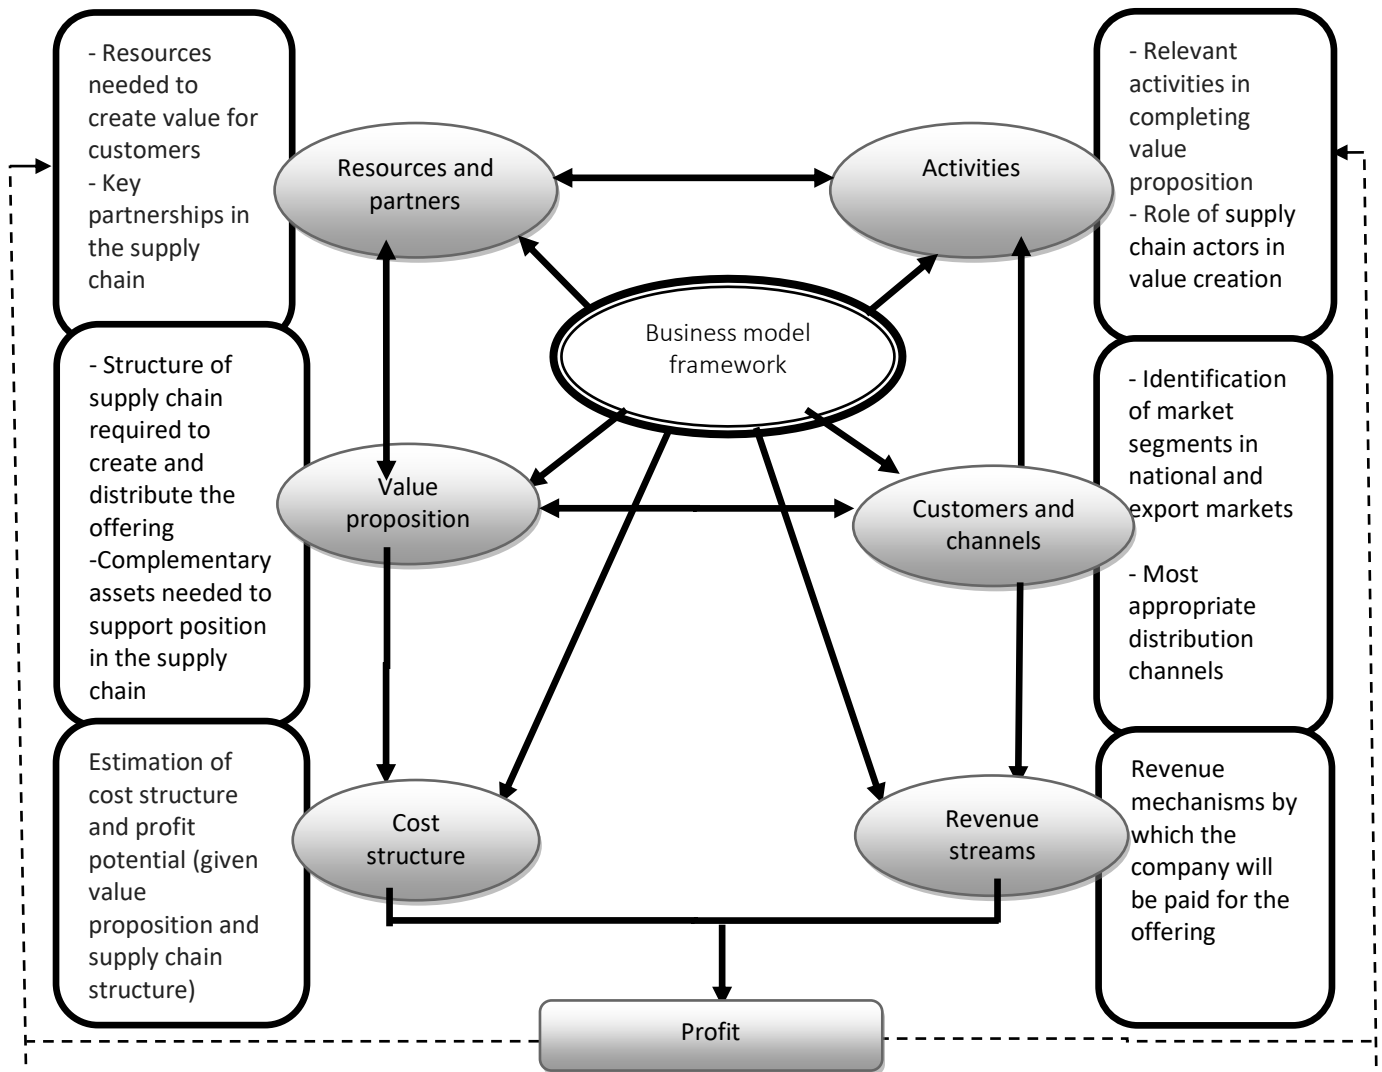 - Resources
needed to
create value for
customers
- Key
partnerships in
the supply
chain
Resources and
partners
Activities
- Relevant
activities in
completing
value
proposition
- Role of supply
chain actors in
value creation
Business model
framework
- Structure of
supply chain
required to
create and
distribute the
offering
-Complementary
assets needed to
support position
in the supply
chain
Value
proposition
Customers and
channels
- Identification
of market
segments in
national and
export markets
- Most
appropriate
distribution
channels
Estimation of
cost structure
and profit
potential (given
value
proposition and
supply chain
structure)
Cost
structure
Revenue
streams
Revenue
mechanisms by
which the
company will
be paid for the
offering
Profit